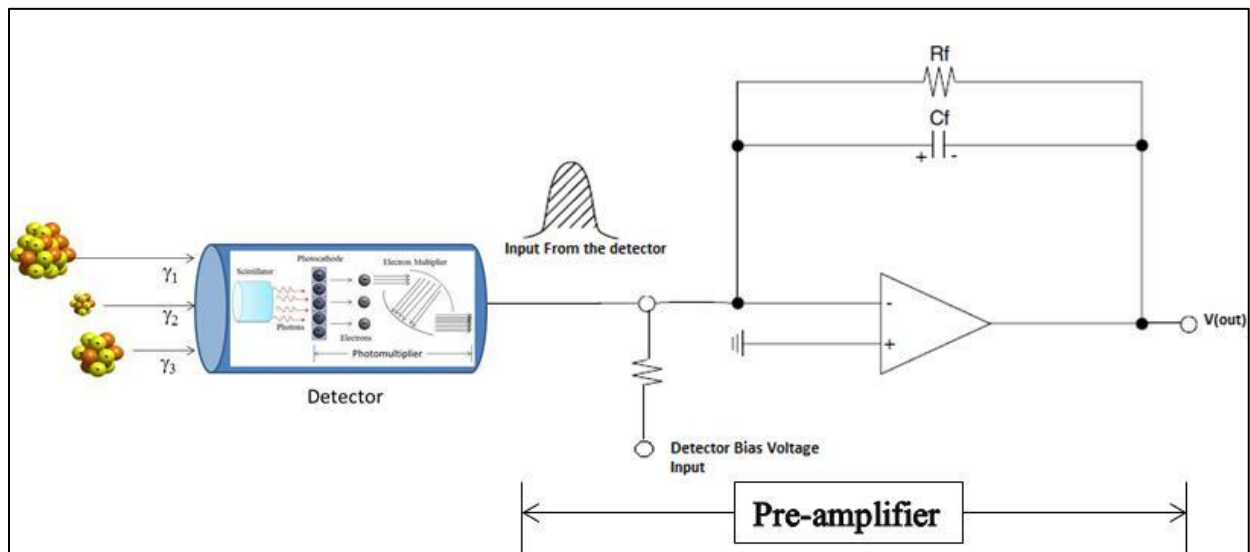 Rf
Cf
+ -
Input From the detector
γ1
γ2
γ3
Scintillator
Photocathode
Electron Multiplier
Photons
Electrons
Photomultiplier
Detector
-
+
V(out)
Detector Bias Voltage
Input
Pre-amplifier